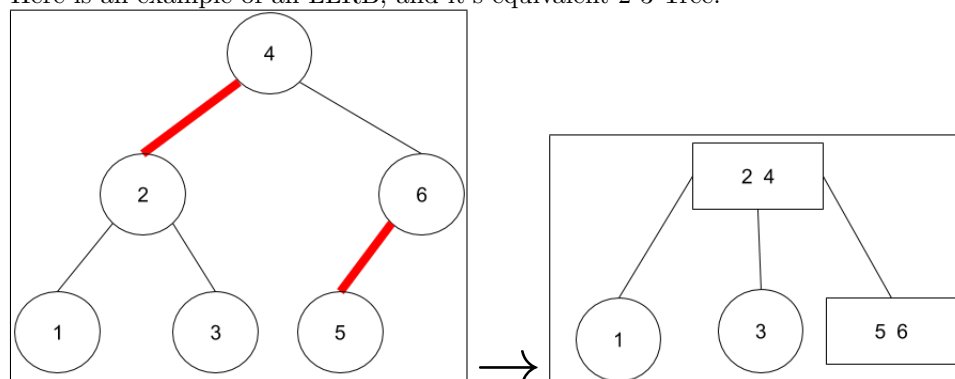 Here is an example of an LLRB, and it's equivalent 2-3 Tree:
4
2 6
1 3 5
2 4
1 3 5 6